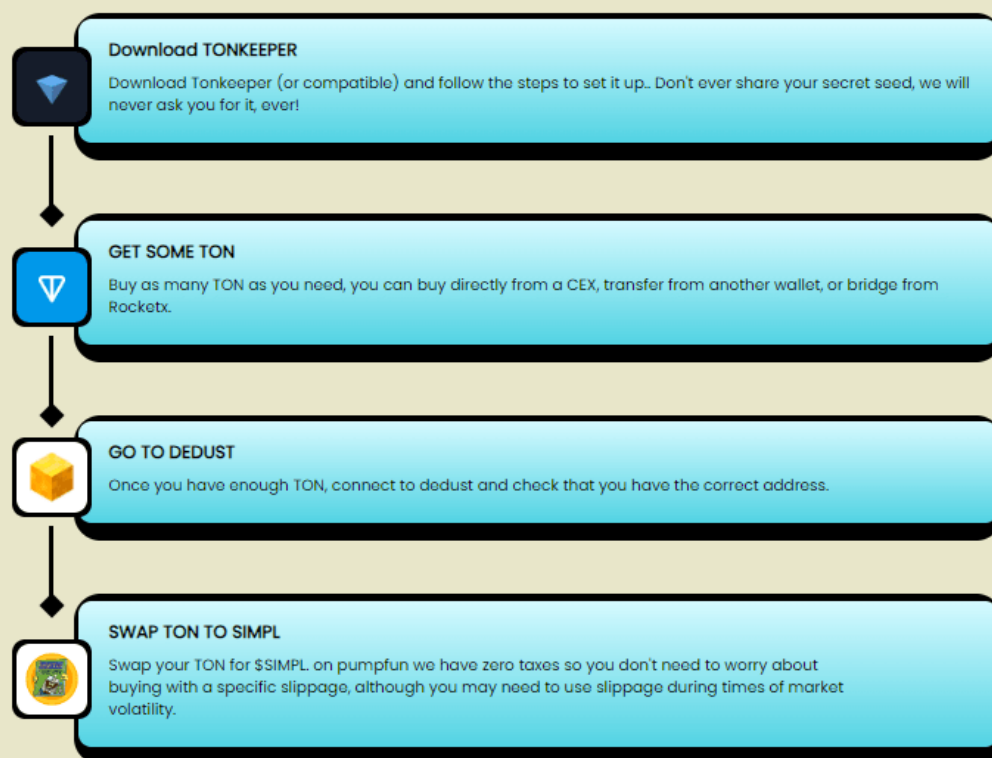 Download TONKEEPER
Download Tonkeeper (or compatible) and follow the steps to set it up.. Don't ever share your secret seed, we will
never ask you for it, ever!
GET SOME TON
Buy as many TON as you need, you can buy directly from a CEX, transfer from another wallet, or bridge from
Rocketx.
GO TO DEDUST
Once you have enough TON, connect to dedust and check that you have the correct address.
SWAP TON TO SIMPL
Swap your TON for $SIMPL. on pumpfun we have zero taxes so you don't need to worry about
buying with a specific slippage, although you may need to use slippage during times of market
volatility.